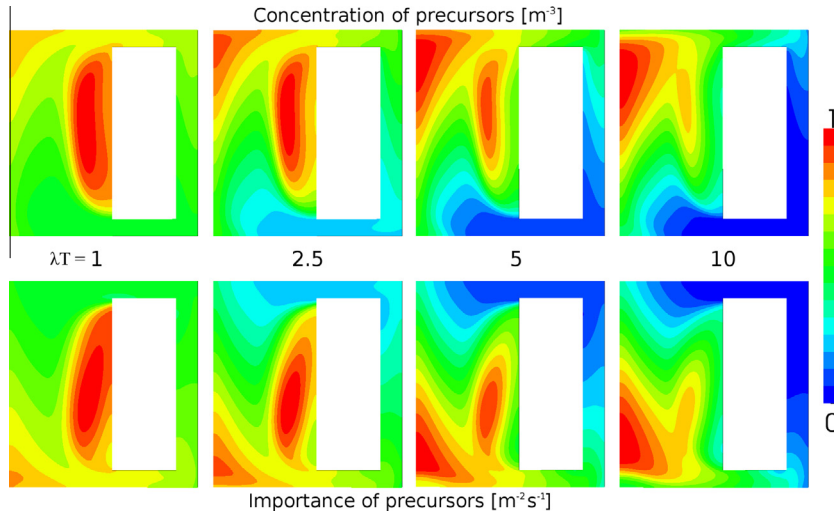 Concentration of precursors [m⁻³]
1
λT = 1 2.5 5 10
0
Importance of precursors [m⁻²s⁻¹]